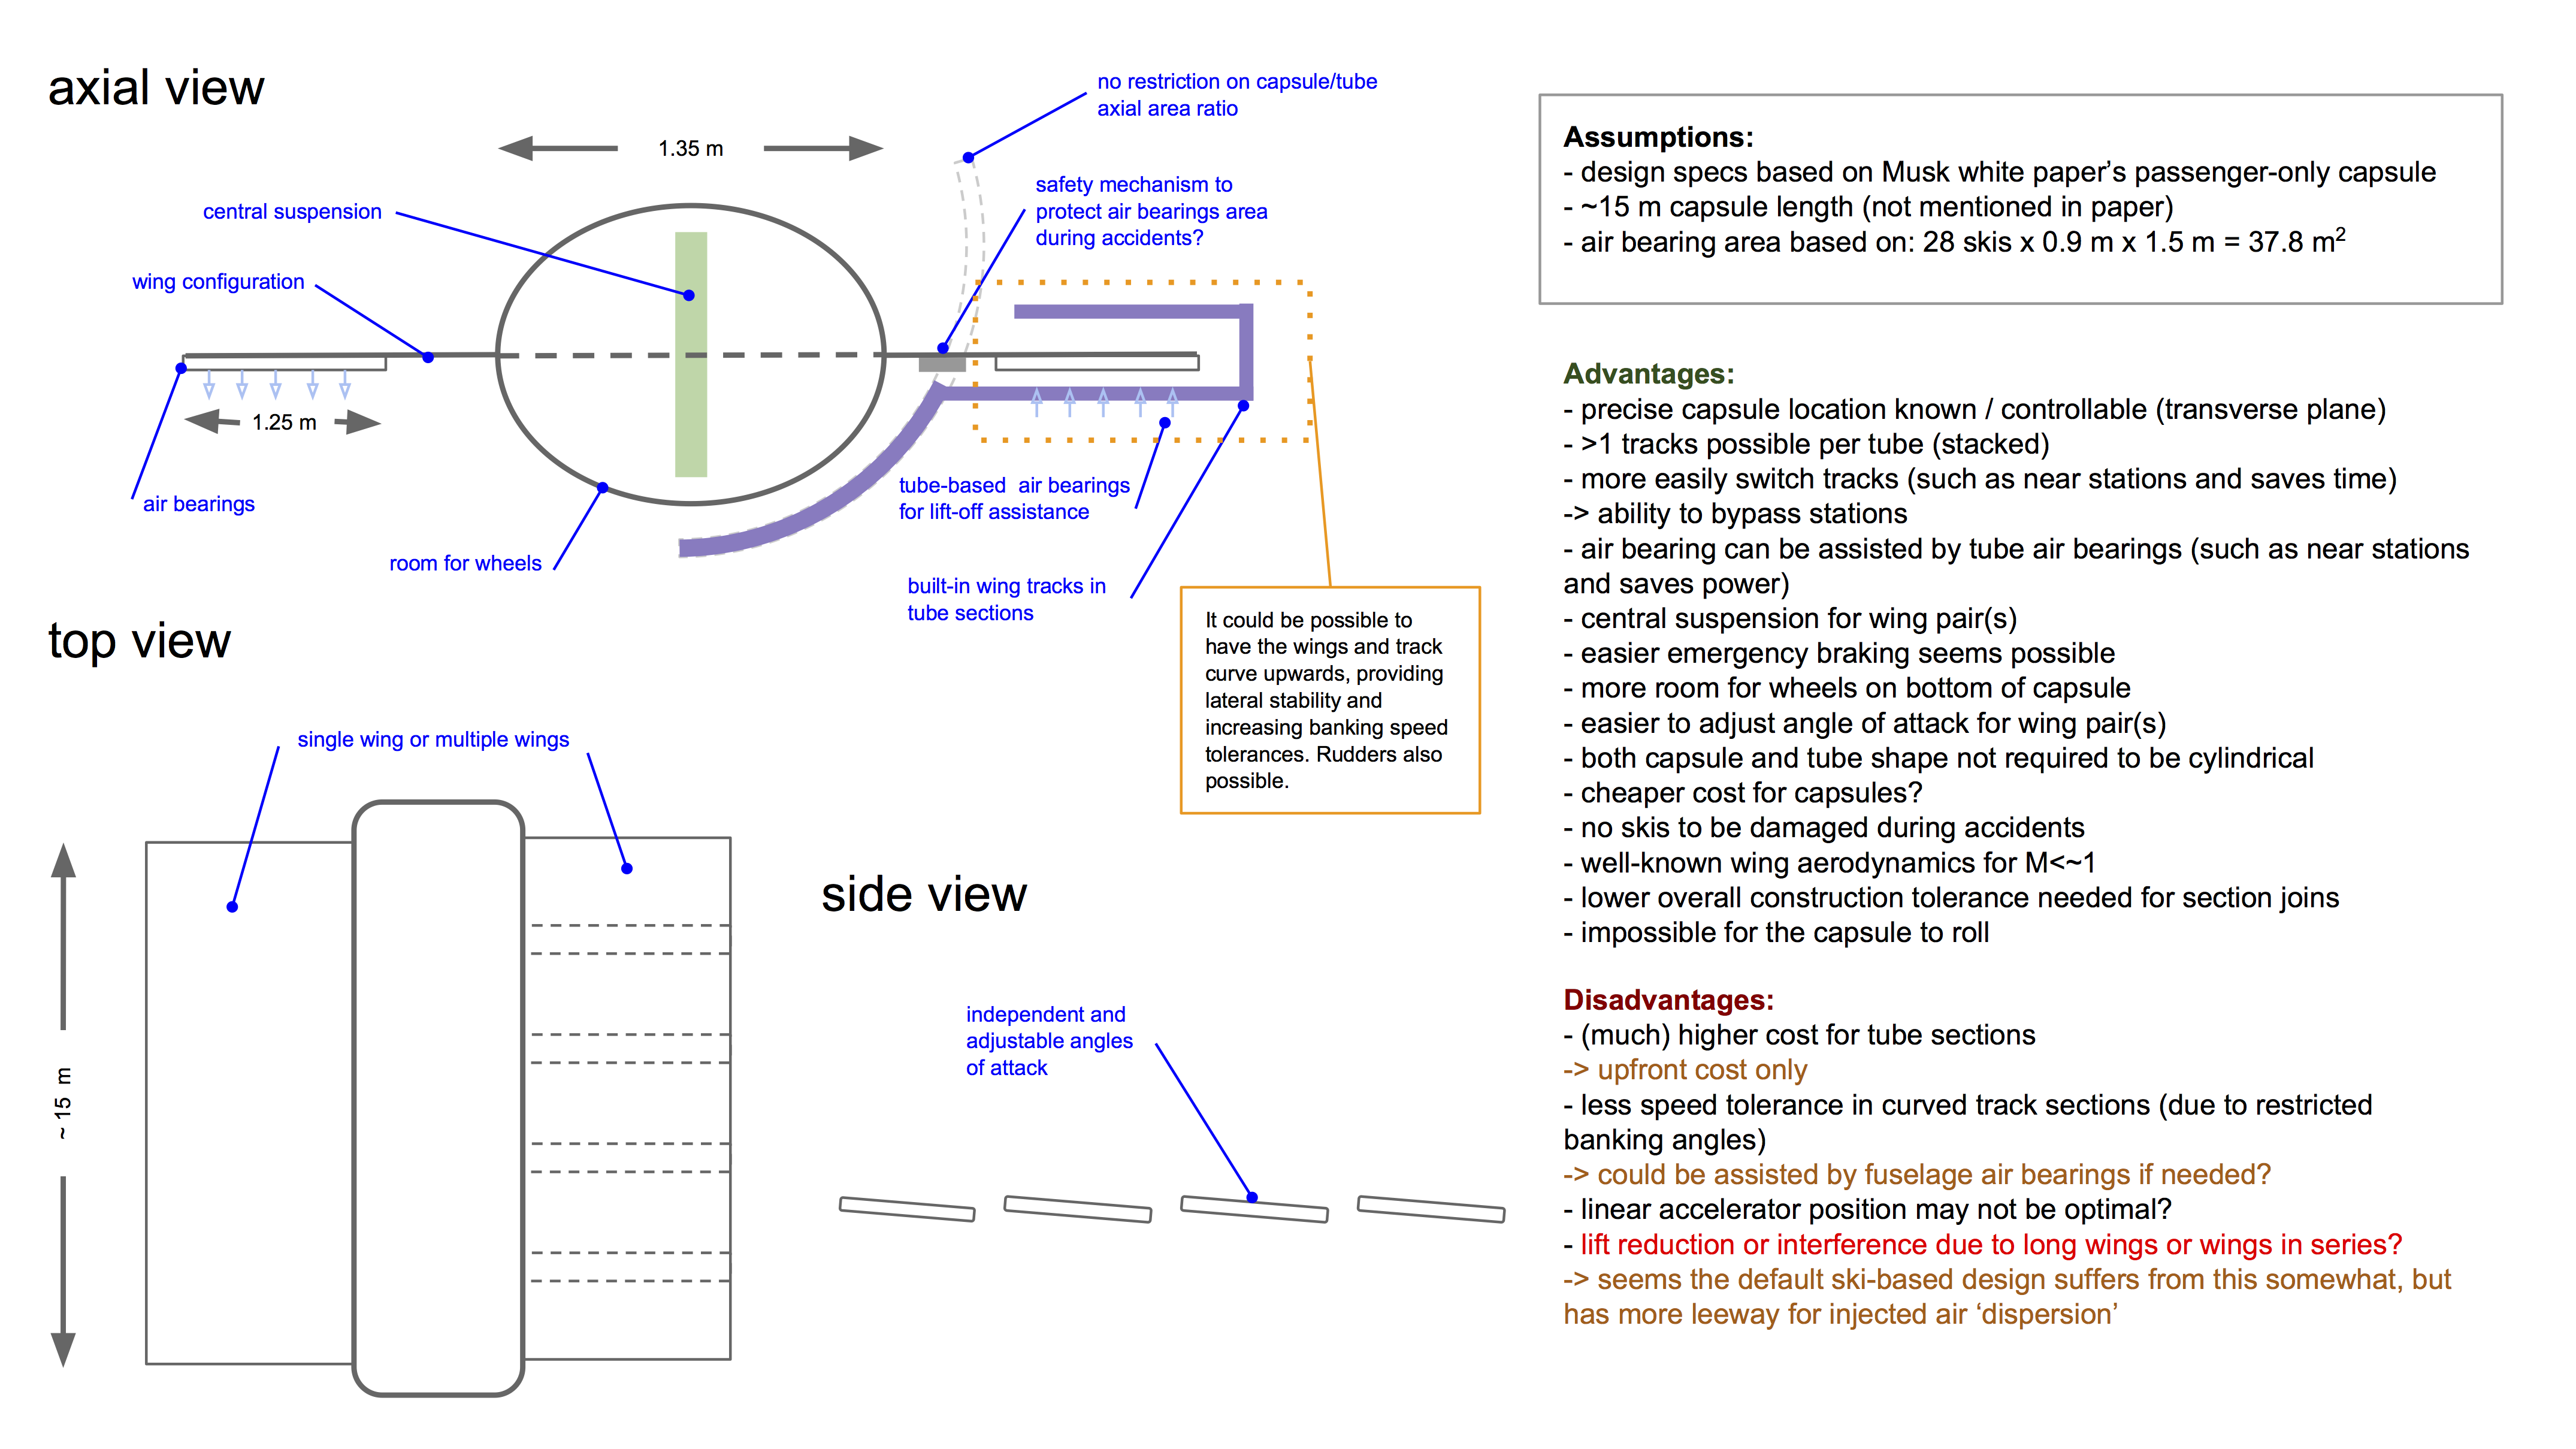 axial view
no restriction on capsule/tube
axial area ratio
1.35 m
safety mechanism to
protect air bearings area
during accidents?
central suspension
wing configuration
1.25 m
air bearings
tube-based  air bearings
for lift-off assistance
room for wheels
built-in wing tracks in
tube sections
It could be possible to
have the wings and track
curve upwards, providing
lateral stability and
increasing banking speed
tolerances. Rudders also
possible.
top view
single wing or multiple wings
~ 15 m
side view
independent and
adjustable angles
of attack
Assumptions:
- design specs based on Musk white paper’s passenger-only capsule
- ~15 m capsule length (not mentioned in paper)
- air bearing area based on: 28 skis x 0.9 m x 1.5 m = 37.8 m²
Advantages:
- precise capsule location known / controllable (transverse plane)
- >1 tracks possible per tube (stacked)
- more easily switch tracks (such as near stations and saves time)
-> ability to bypass stations
- air bearing can be assisted by tube air bearings (such as near stations
and saves power)
- central suspension for wing pair(s)
- easier emergency braking seems possible
- more room for wheels on bottom of capsule
- easier to adjust angle of attack for wing pair(s)
- both capsule and tube shape not required to be cylindrical
- cheaper cost for capsules?
- no skis to be damaged during accidents
- well-known wing aerodynamics for M<~1
- lower overall construction tolerance needed for section joins
- impossible for the capsule to roll
Disadvantages:
- (much) higher cost for tube sections
-> upfront cost only
- less speed tolerance in curved track sections (due to restricted
banking angles)
-> could be assisted by fuselage air bearings if needed?
- linear accelerator position may not be optimal?
- lift reduction or interference due to long wings or wings in series?
-> seems the default ski-based design suffers from this somewhat, but
has more leeway for injected air ‘dispersion’